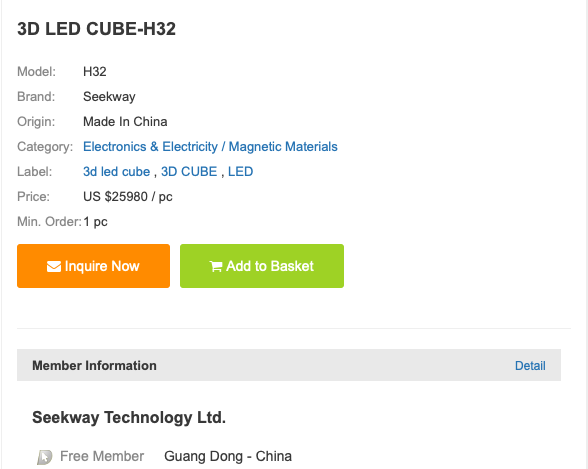 3D LED CUBE-H32
Model: H32
Brand: Seekway
Origin: Made In China
Category: Electronics & Electricity / Magnetic Materials
Label: 3d led cube , 3D CUBE , LED
Price: US $25980 / pc
Min. Order: 1 pc
Inquire Now Add to Basket
Member Information Detail
Seekway Technology Ltd.
Free Member Guang Dong - China